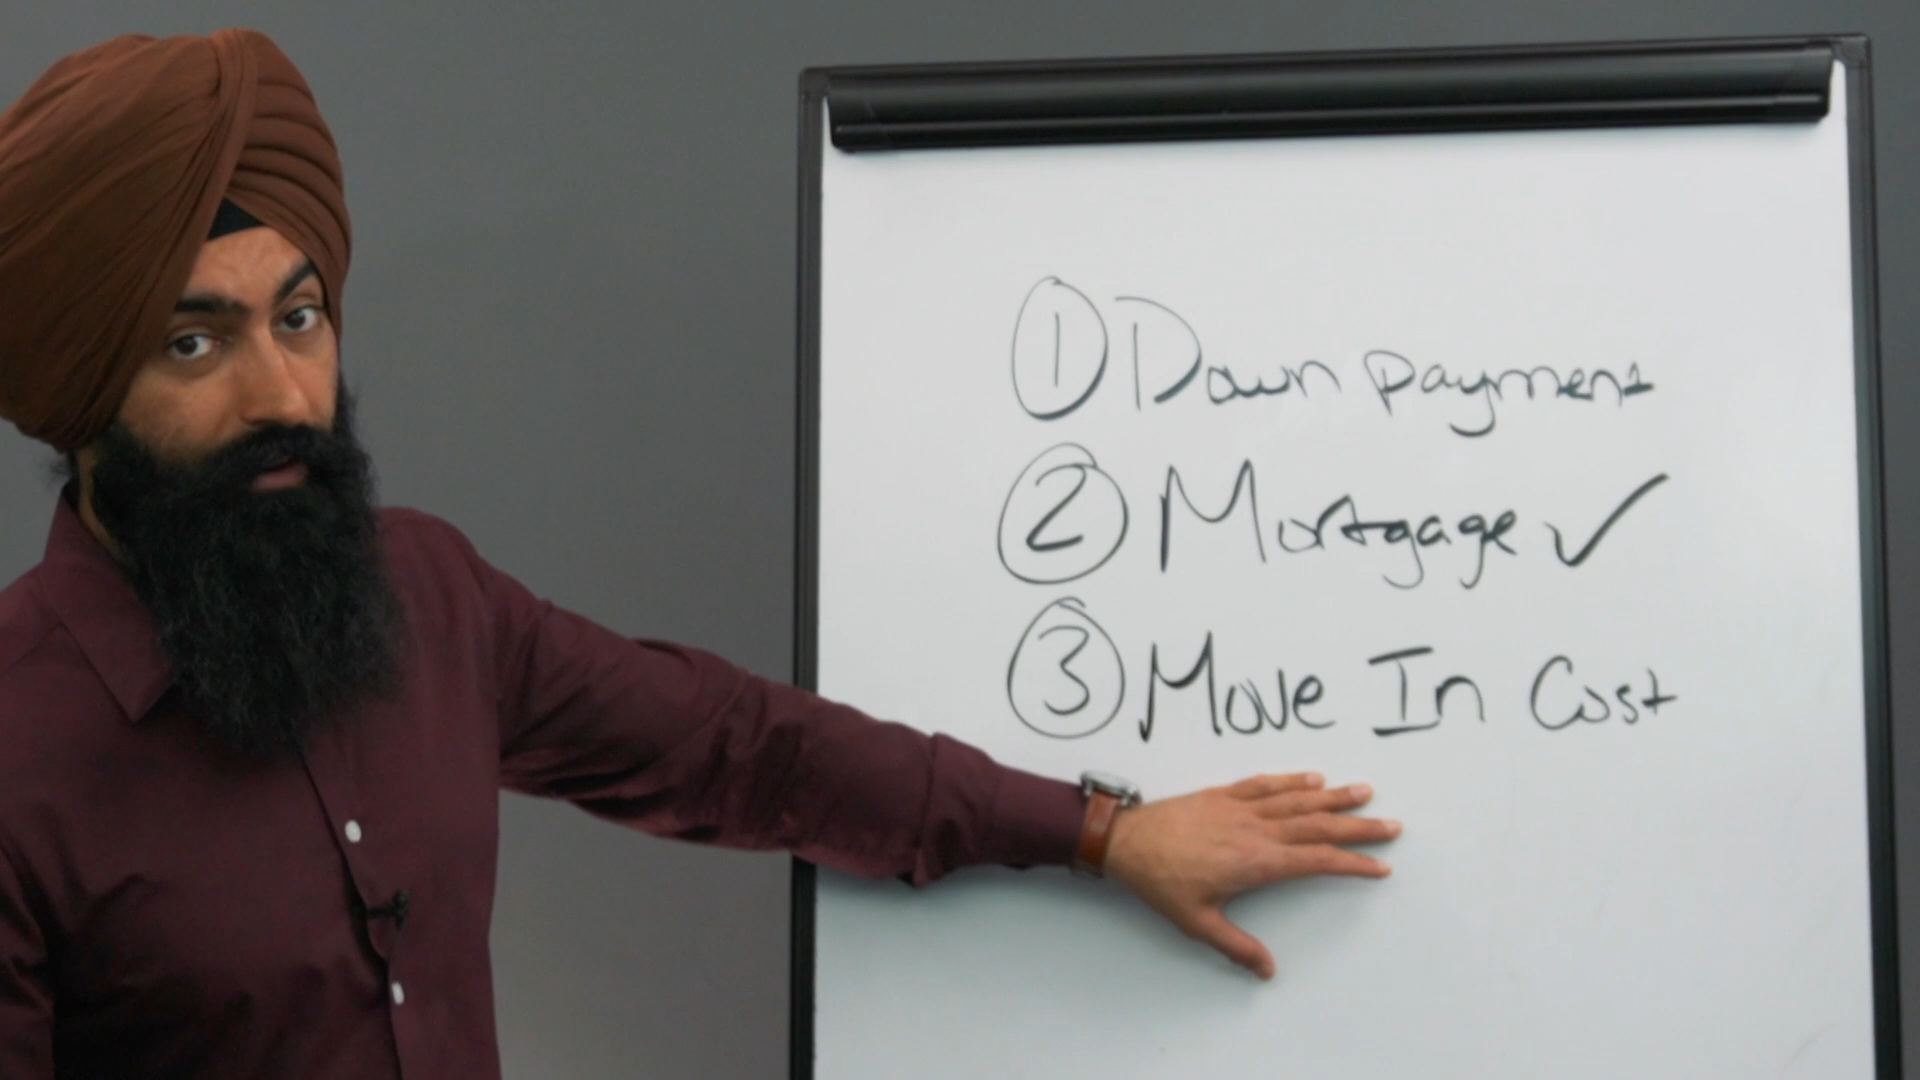 ① Down payment
② Mortgage ✓
③ Move In Cost